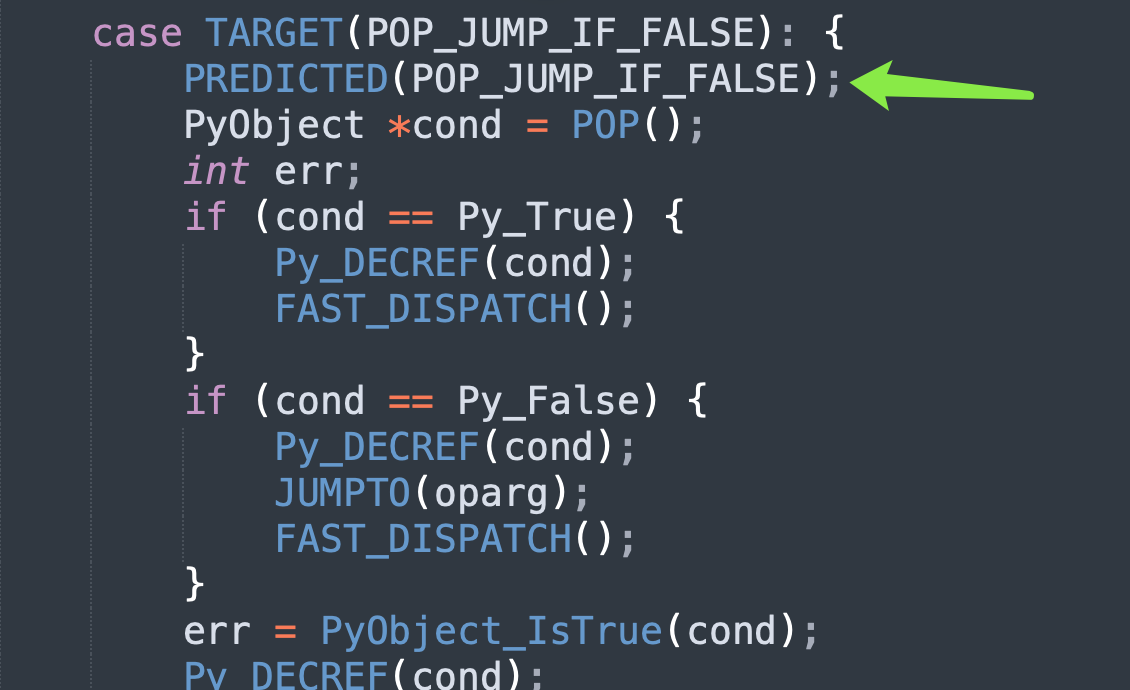 case TARGET(POP_JUMP_IF_FALSE): {
PREDICTED(POP_JUMP_IF_FALSE);
PyObject *cond = POP();
int err;
if (cond == Py_True) {
Py_DECREF(cond);
FAST_DISPATCH();
}
if (cond == Py_False) {
Py_DECREF(cond);
JUMPTO(oparg);
FAST_DISPATCH();
}
err = PyObject_IsTrue(cond);
Py_DECREF(cond);